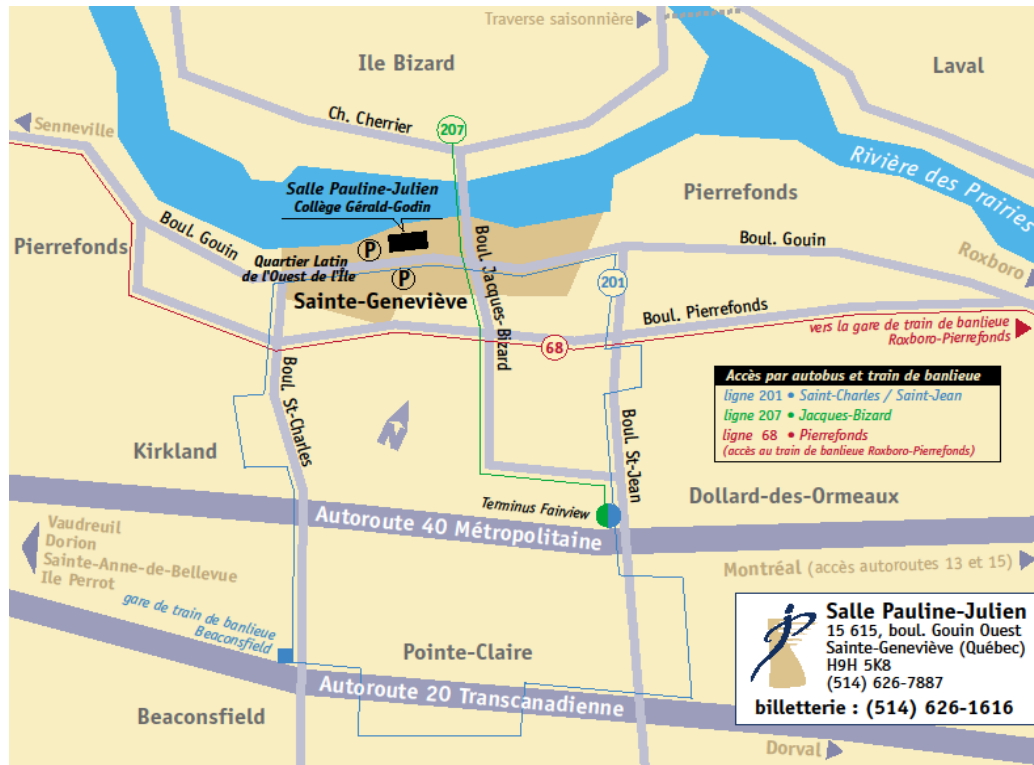 Traverse saisonnière
Ile Bizard
Laval
Ch. Cherrier
207
Senneville
Rivière des Prairies
Salle Pauline-Julien
Collège Gérald-Godin
Pierrefonds
Boul. Gouin
Pierrefonds
P
Boul. Jacques-Bizard
Boul. Gouin
Quartier Latin
de l'Ouest de l'Île
P
Roxboro
201
Sainte-Geneviève
Boul. Pierrefonds
vers la gare de train de banlieue
Roxboro-Pierrefonds
68
Boul. St-Charles
Accès par autobus et train de banlieue
ligne 201 • Saint-Charles / Saint-Jean
ligne 207 • Jacques-Bizard
ligne 68 • Pierrefonds
(accès au train de banlieue Roxboro-Pierrefonds)
N
Boul. St-Jean
Kirkland
Terminus Fairview
Dollard-des-Ormeaux
Autoroute 40 Métropolitaine
Vaudreuil
Dorion
Sainte-Anne-de-Bellevue
Ile Perrot
Montréal (accès autoroutes 13 et 15)
gare de train de banlieue
Beaconsfield
Pointe-Claire
Autoroute 20 Transcanadienne
Beaconsfield
Dorval
Salle Pauline-Julien
15 615, boul. Gouin Ouest
Sainte-Geneviève (Québec)
H9H 5K8
(514) 626-7887
billetterie : (514) 626-1616